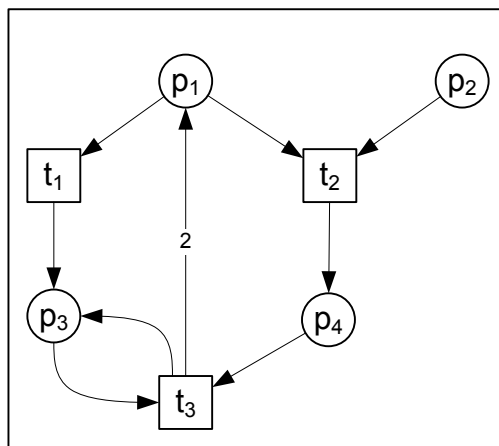 p₁ p₂
t₁ t₂
2
p₃ p₄
t₃